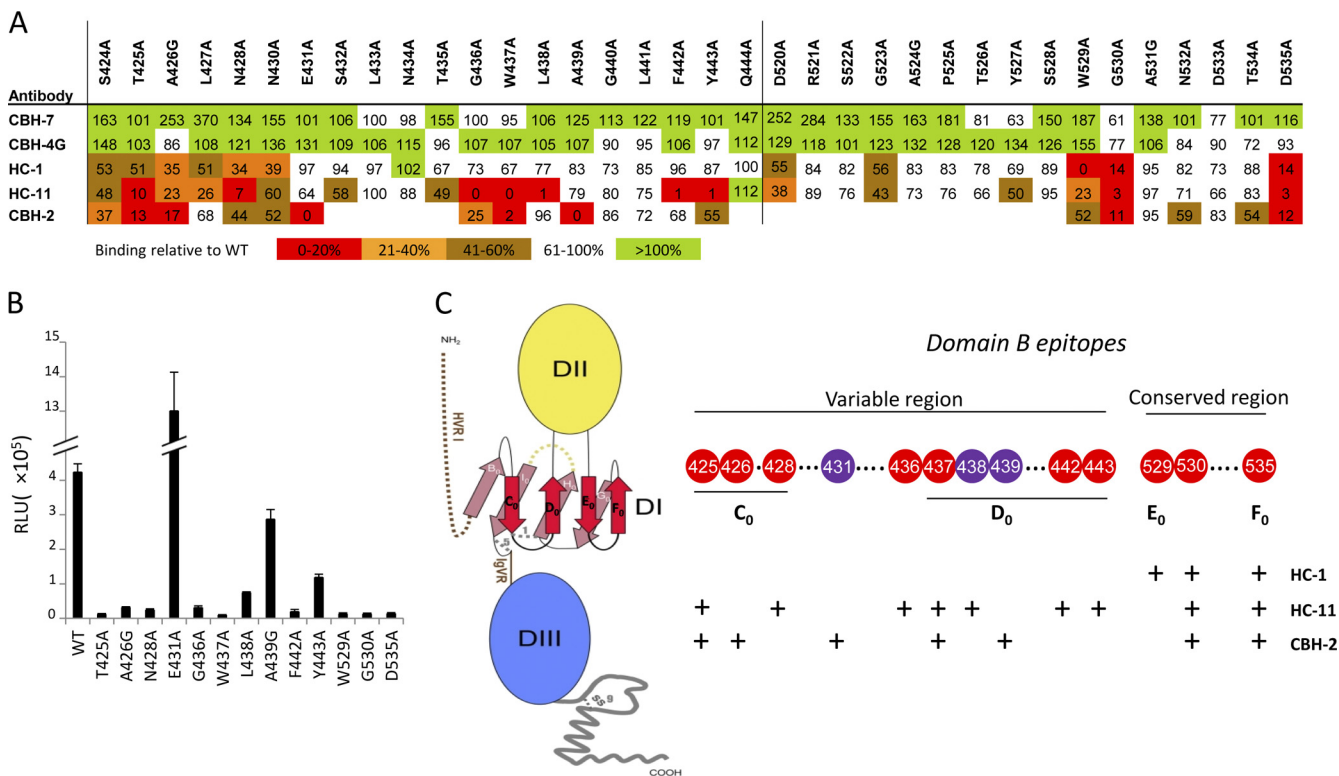 A
S424A T425A A426G L427A N428A N430A E431A S432A L433A N434A T435A G436A W437A L438A A439A G440A L441A F442A Y443A Q444A D520A R521A S522A G523A A524G P525A T526A Y527A S528A W529A G530A A531G N532A D533A T534A D535A
Antibody
CBH-7 163 101 253 370 134 155 101 106 100 98 155 100 95 106 125 113 122 119 101 147 252 284 133 155 163 181 81 63 150 187 61 138 101 77 101 116
CBH-4G 148 103 86 108 121 136 131 111 106 115 96 107 107 105 107 90 95 106 97 112 129 118 101 123 132 128 120 134 126 155 77 106 84 90 72 93
HC-1 53 51 35 51 34 39 97 94 97 102 67 83 73 85 96 87 100 55 84 82 56 83 83 78 69 84 0 14 82 78 73 88 14
HC-11 48 10 23 26 7 60 64 58 100 88 49 0 0 1 79 80 75 1 1 112 38 89 76 43 73 76 66 50 95 23 3 97 71 66 83 3
CBH-2 37 13 17 68 44 52 0 25 2 96 0 86 72 68 55 52 11 95 59 83 54 12
Binding relative to WT 0-20% 21-40% 41-60% 61-100% >100%
B
RLU( ×10⁵)
15
14
13
4
3
2
1
0
WT T425A A426G N428A E431A G436A W437A L438A A439G F442A Y443A W529A G530A D535A
C
NH₂
HVR I
DII
B₀ I₀ H₀ G₀
C₀ D₀ E₀ F₀
DI
IgVR
DIII
COOH
Domain B epitopes
Variable region Conserved region
425 426 428 431 436 437 438 439 442 443 529 530 535
C₀ D₀ E₀ F₀
+ + + HC-1
+ + + + + + + + + HC-11
+ + + + + + + CBH-2